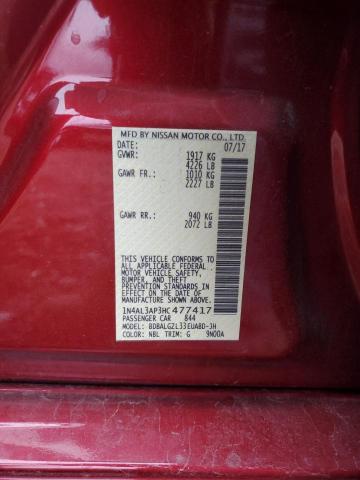 MFD BY NISSAN MOTOR CO., LTD.
DATE: 07/17
GVWR: 1917 KG
4226 LB
GAWR FR.: 1010 KG
2227 LB
GAWR RR.: 940 KG
2072 LB
THIS VEHICLE CONFORMS TO
ALL APPLICABLE FEDERAL
MOTOR VEHICLE SAFETY,
BUMPER, AND THEFT
PREVENTION STANDARDS IN
EFFECT ON THE DATE OF
MANUFACTURE SHOWN ABOVE.
1N4AL3AP3HC477417
PASSENGER CAR 844
MODEL: BDBALGZL33EUABD-3H
COLOR: NBL TRIM: G 9N00A